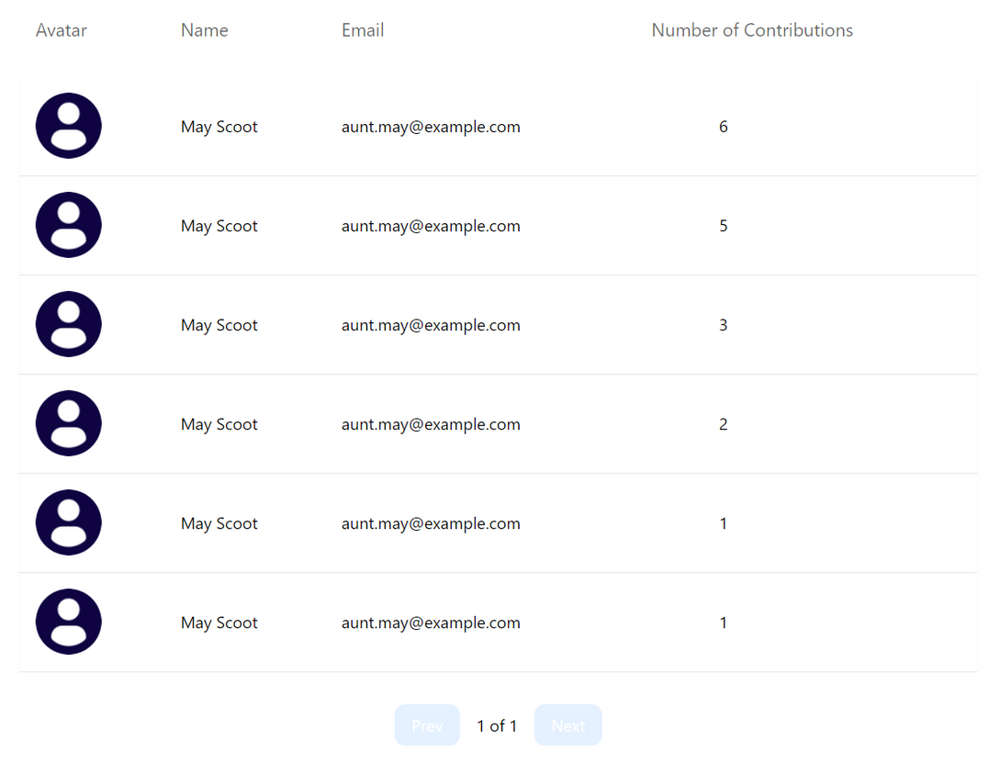 Avatar Name Email Number of Contributions
May Scoot aunt.may@example.com 6
May Scoot aunt.may@example.com 5
May Scoot aunt.may@example.com 3
May Scoot aunt.may@example.com 2
May Scoot aunt.may@example.com 1
May Scoot aunt.may@example.com 1
Prev 1 of 1 Next